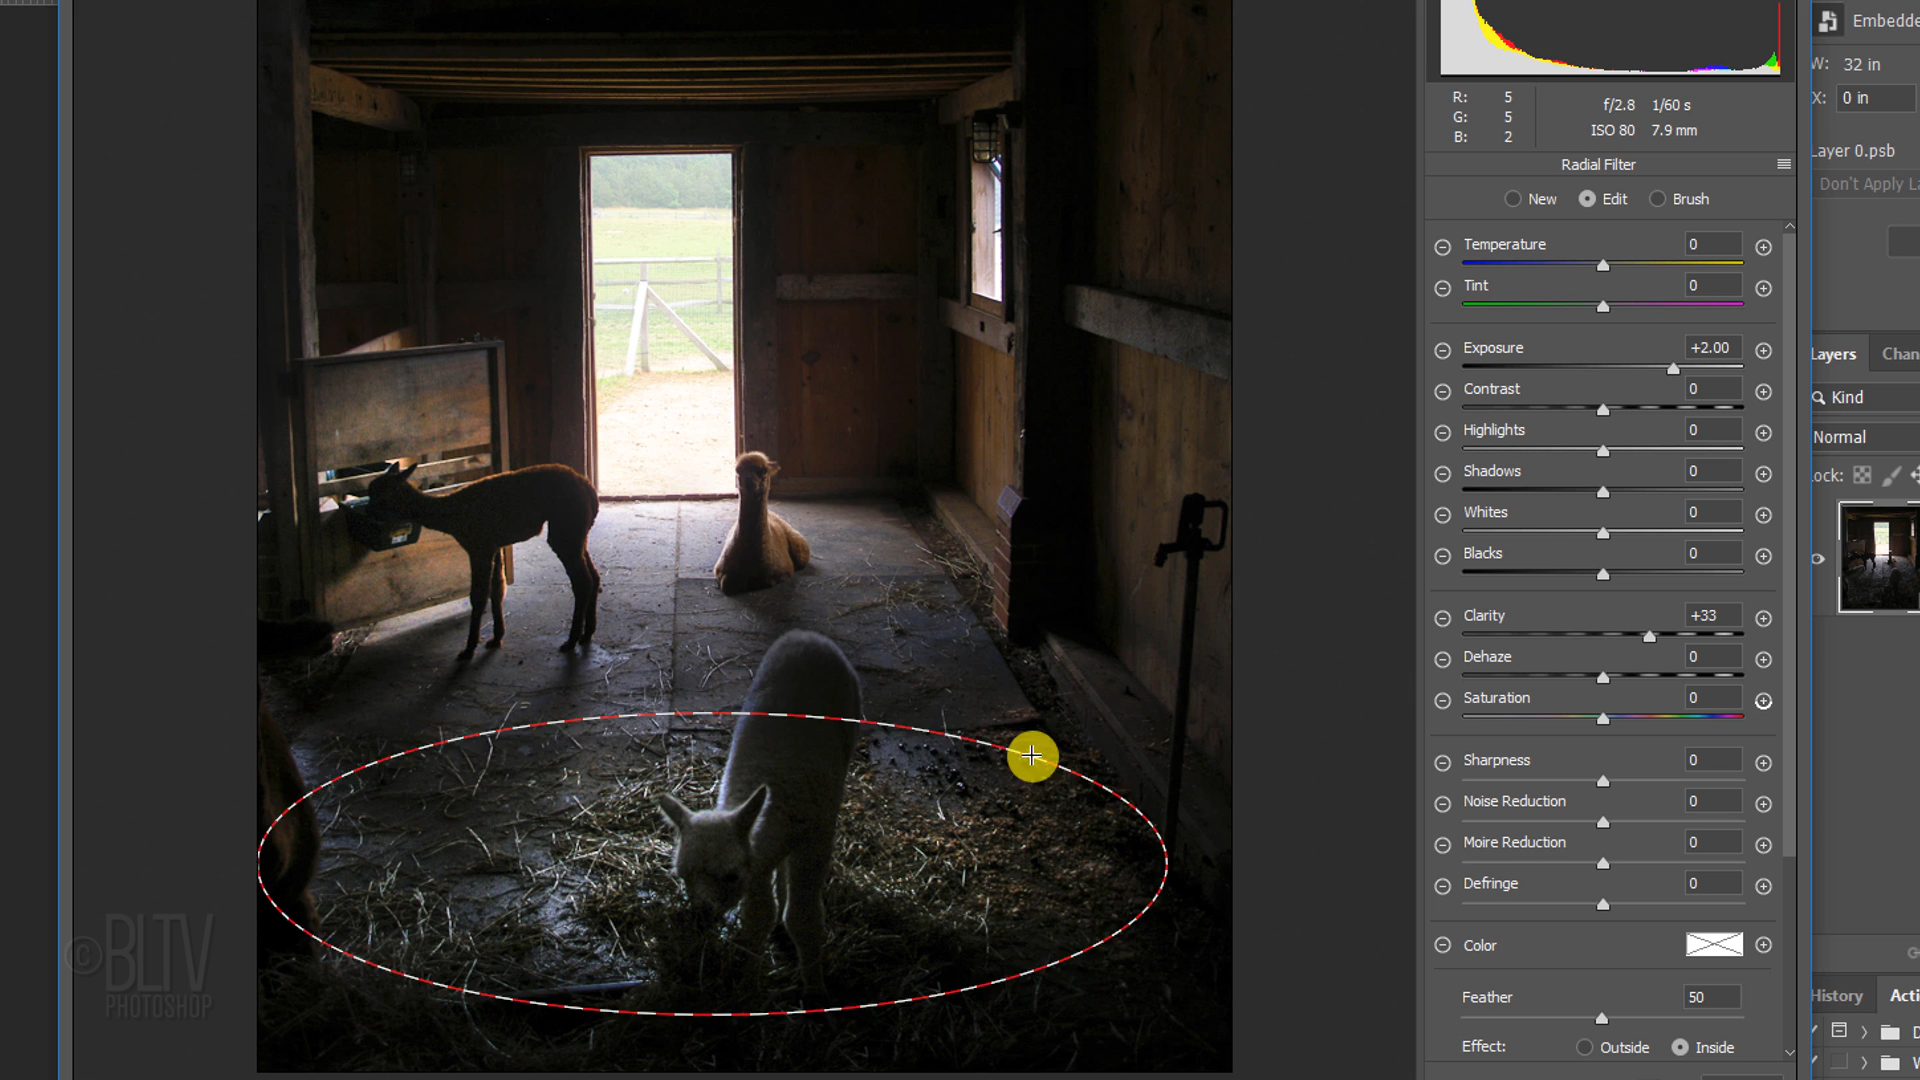 Embedde
W: 32 in
R: 5
f/2.8 1/60 s
X: 0 in
G: 5
ISO 80 7.9 mm
B: 2
Layer 0.psb
Radial Filter
Don't Apply La
New Edit Brush
Temperature 0
Tint 0
Exposure +2.00
Layers Chan
Contrast 0
Kind
Highlights 0
Normal
Shadows 0
Lock:
Whites 0
Blacks 0
Clarity +33
Dehaze 0
Saturation 0
Sharpness 0
Noise Reduction 0
Moire Reduction 0
Defringe 0
Color
©BLTV
PHOTOSHOP
Feather 50
History Acti
Effect: Outside Inside